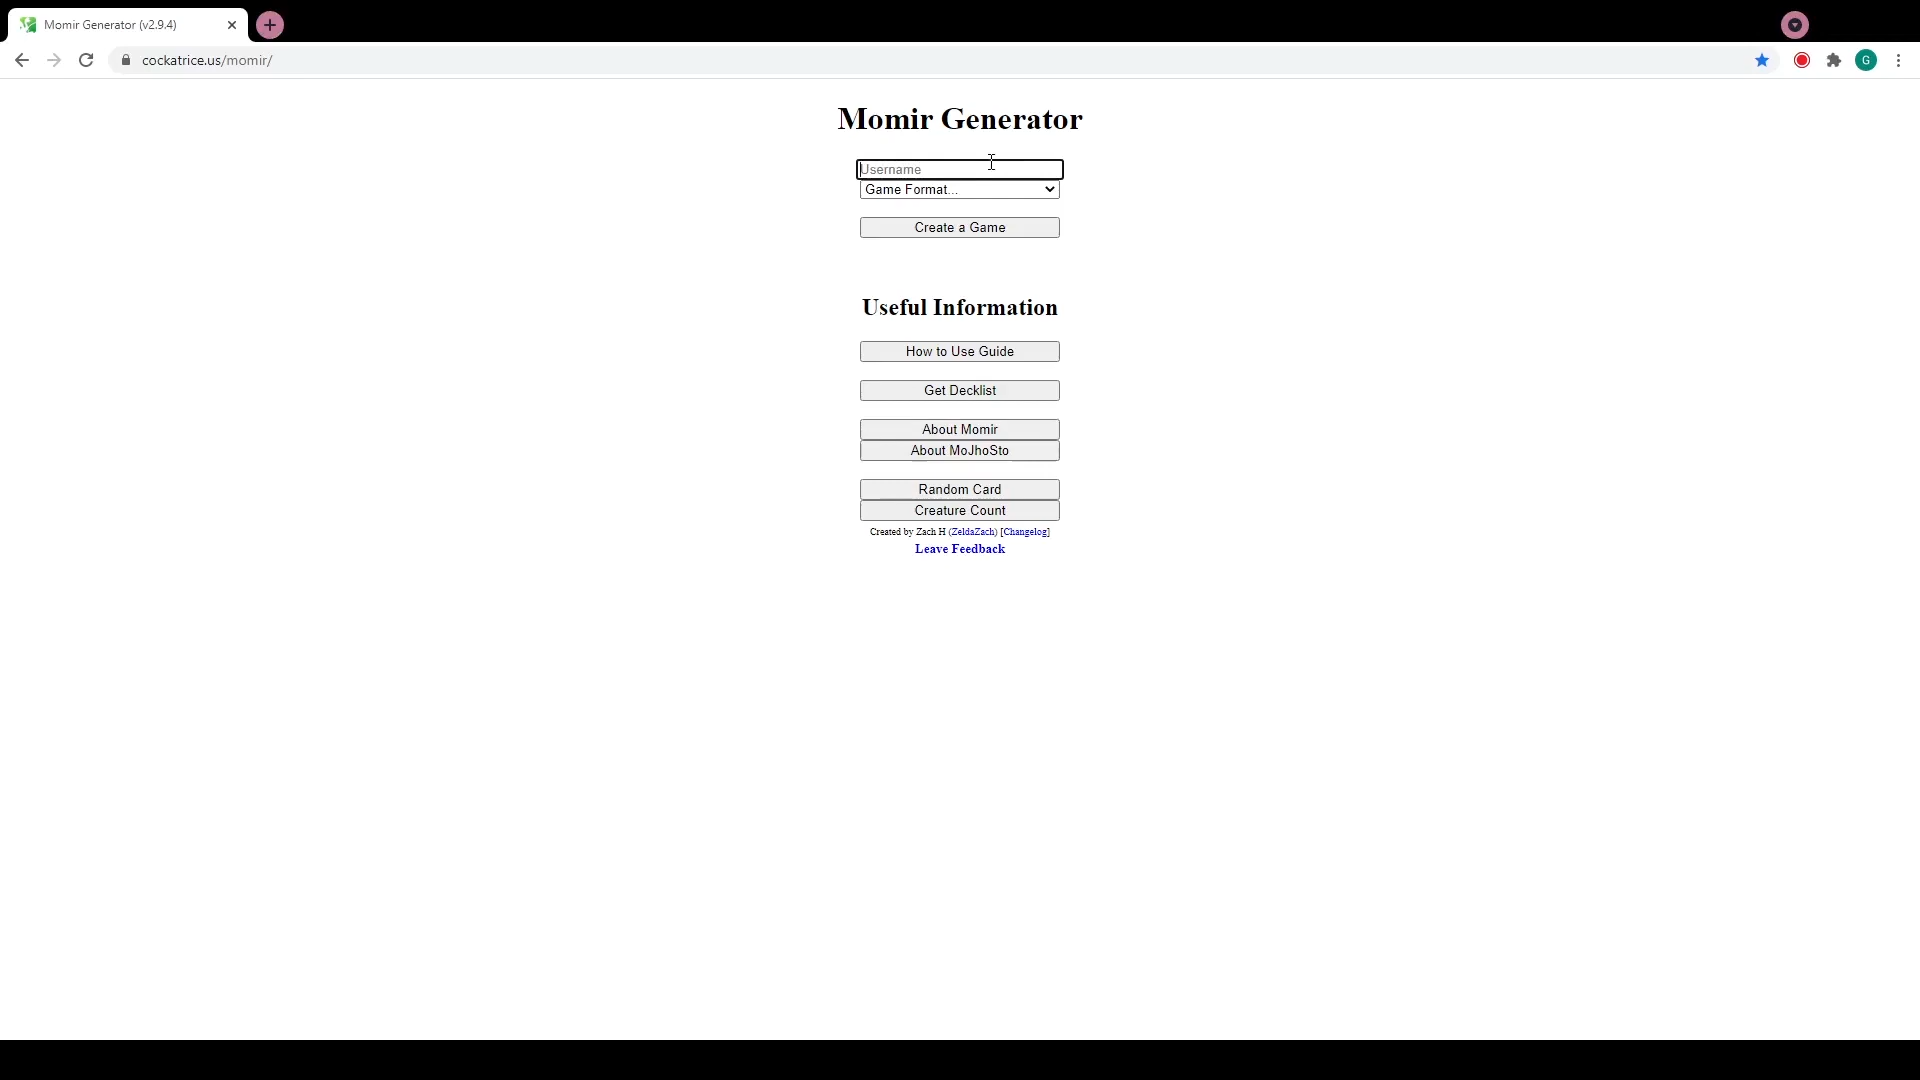 Momir Generator (v2.9.4)
cockatrice.us/momir/
G
Momir Generator
Username
Game Format...
Create a Game
Useful Information
How to Use Guide
Get Decklist
About Momir
About MoJhoSto
Random Card
Creature Count
Created by Zach H (ZeldaZach) [Changelog]
Leave Feedback